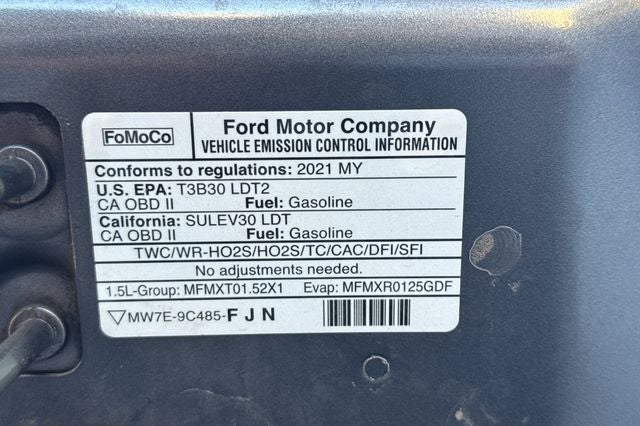 FoMoCo
Ford Motor Company
VEHICLE EMISSION CONTROL INFORMATION
Conforms to regulations: 2021 MY
U.S. EPA: T3B30 LDT2
CA OBD II Fuel: Gasoline
California: SULEV30 LDT
CA OBD II Fuel: Gasoline
TWC/WR-HO2S/HO2S/TC/CAC/DFI/SFI
No adjustments needed.
1.5L-Group: MFMXT01.52X1 Evap: MFMXR0125GDF
MW7E-9C485-F J N